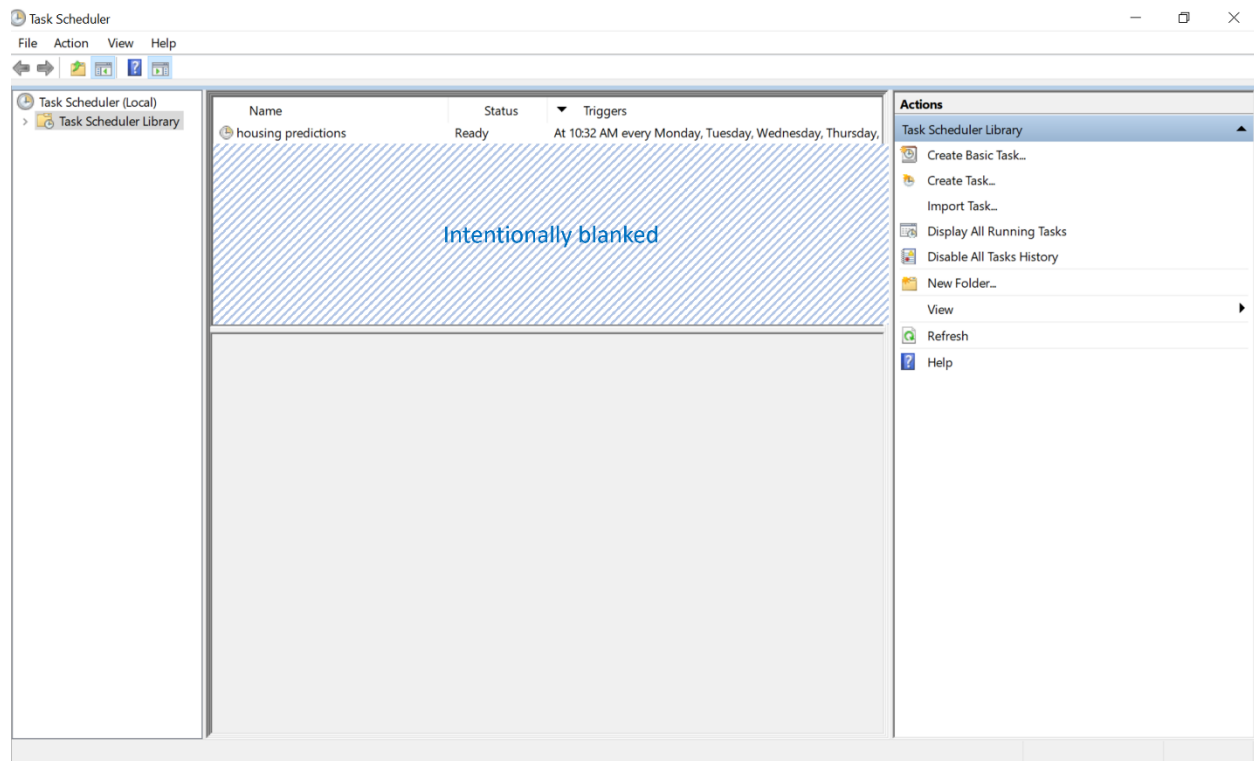 Task Scheduler
File Action View Help
Task Scheduler (Local)
Task Scheduler Library
Name Status Triggers
housing predictions Ready At 10:32 AM every Monday, Tuesday, Wednesday, Thursday,
Intentionally blanked
Actions
Task Scheduler Library
Create Basic Task...
Create Task...
Import Task...
Display All Running Tasks
Disable All Tasks History
New Folder...
View
Refresh
Help